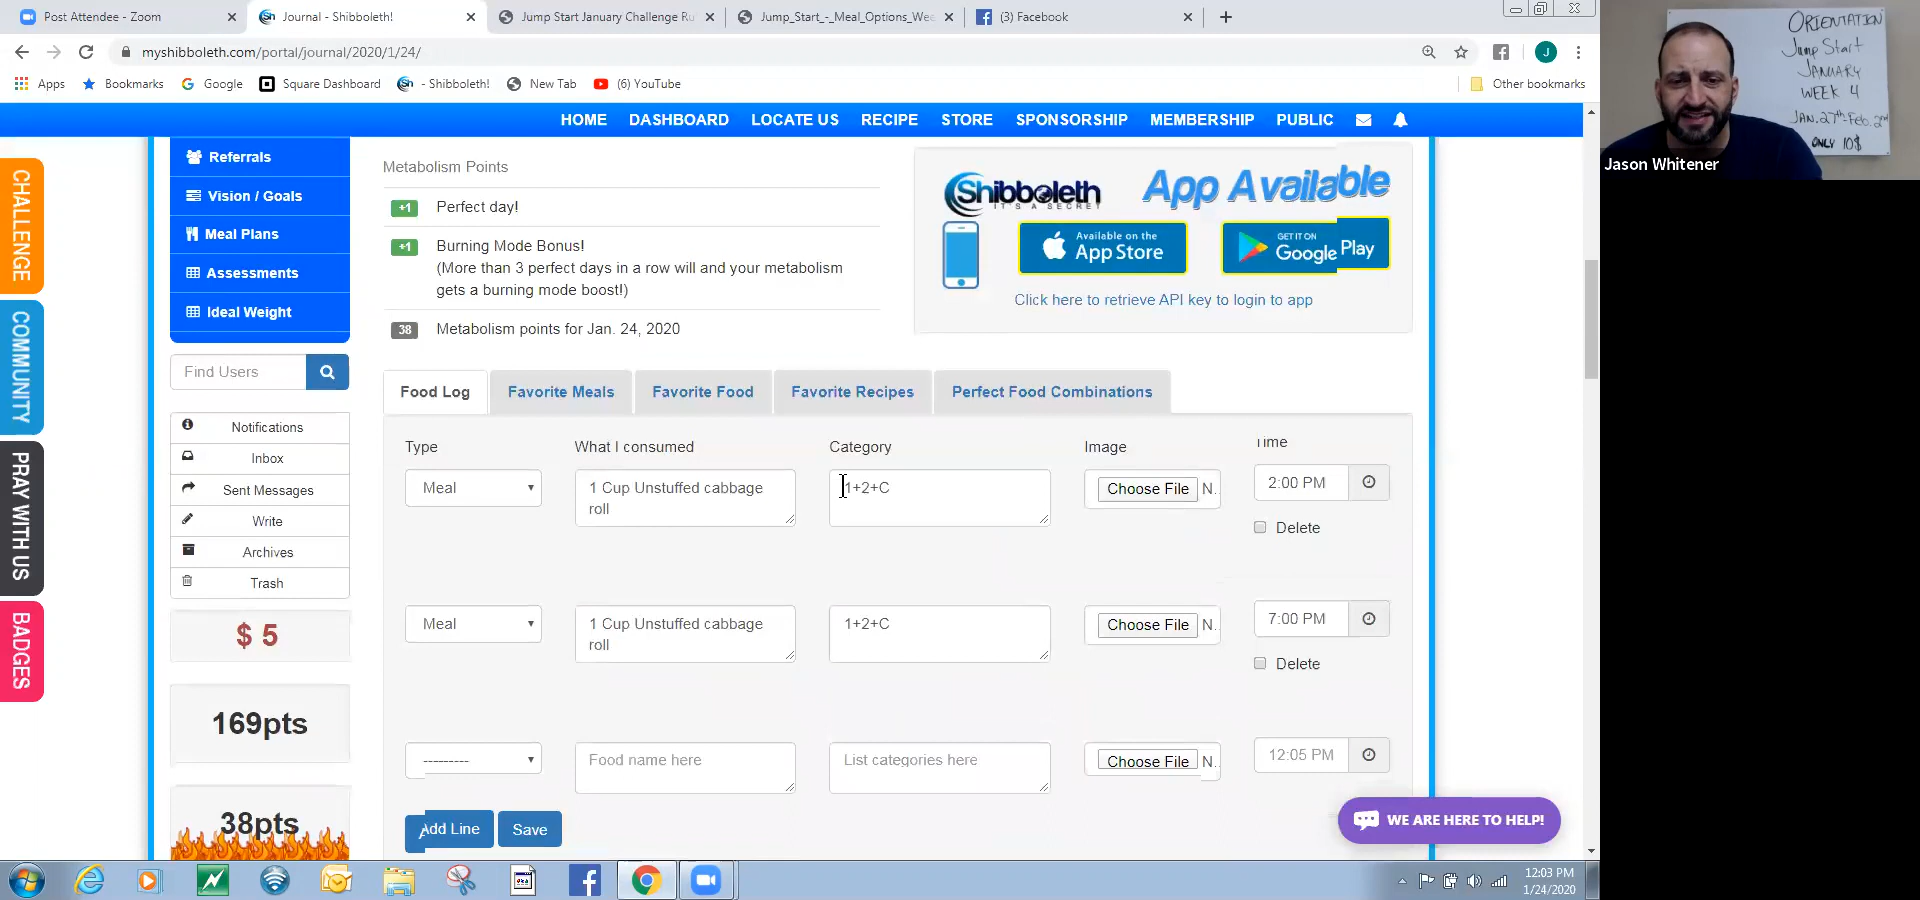 Post Attendee - Zoom
Journal - Shibboleth!
Jump Start January Challenge Ru
Jump_Start_-_Meal_Options_Wee
(3) Facebook
myshibboleth.com/portal/journal/2020/1/24/
J
Apps
Bookmarks
Google
Square Dashboard
- Shibboleth!
New Tab
(6) YouTube
Other bookmarks
HOME
DASHBOARD
LOCATE US
RECIPE
STORE
SPONSORSHIP
MEMBERSHIP
PUBLIC
ORIENTATION
Jump Start
JANUARY
WEEK 4
JAN. 27th-Feb. 2nd
ONLY 10$
Jason Whitener
CHALLENGE
COMMUNITY
PRAY WITH US
BADGES
Referrals
Vision / Goals
Meal Plans
Assessments
Ideal Weight
Find Users
Notifications
Inbox
Sent Messages
Write
Archives
Trash
$ 5
169pts
38pts
Metabolism Points
+1 Perfect day!
+1 Burning Mode Bonus!
(More than 3 perfect days in a row will and your metabolism
gets a burning mode boost!)
38 Metabolism points for Jan. 24, 2020
Shibboleth
IT'S A SECRET
App Available
Available on the
App Store
GET IT ON
Google Play
Click here to retrieve API key to login to app
Food Log
Favorite Meals
Favorite Food
Favorite Recipes
Perfect Food Combinations
Type
What I consumed
Category
Image
Time
Meal
1 Cup Unstuffed cabbage
roll
1+2+C
Choose File N.
2:00 PM
Delete
Meal
1 Cup Unstuffed cabbage
roll
1+2+C
Choose File N.
7:00 PM
Delete
---------
Food name here
List categories here
Choose File N.
12:05 PM
Add Line
Save
WE ARE HERE TO HELP!
12:03 PM
1/24/2020